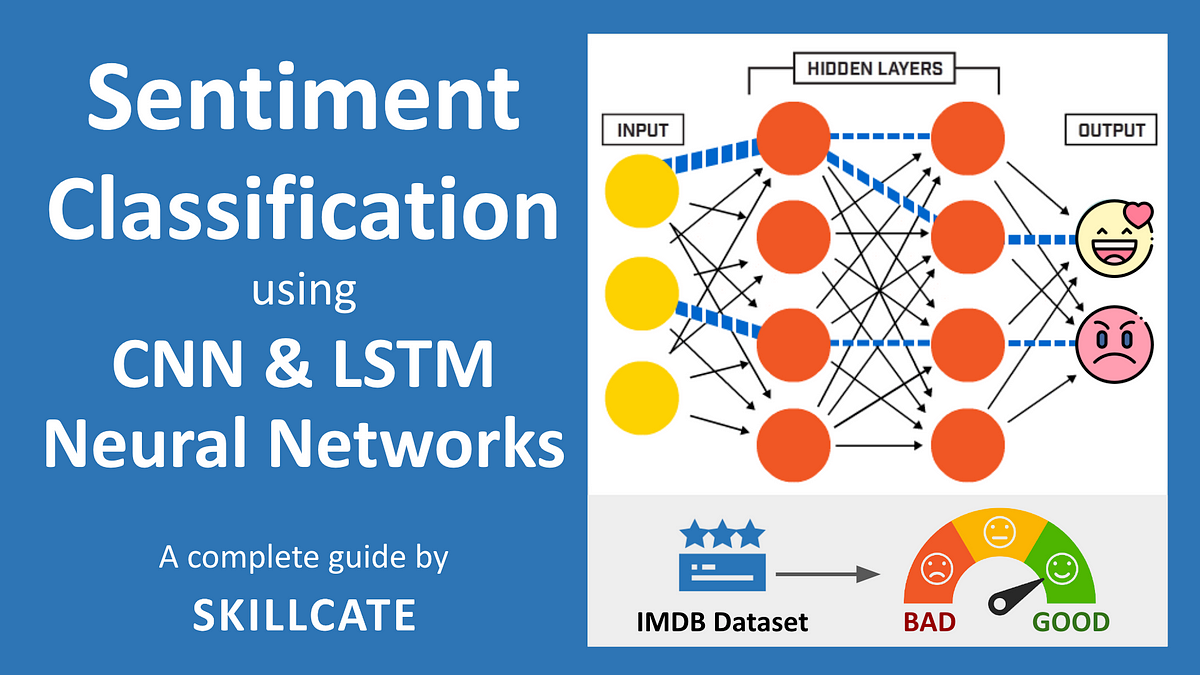 Sentiment
Classification
using
CNN & LSTM
Neural Networks
A complete guide by
SKILLCATE
HIDDEN LAYERS
INPUT
OUTPUT
IMDB Dataset
BAD
GOOD